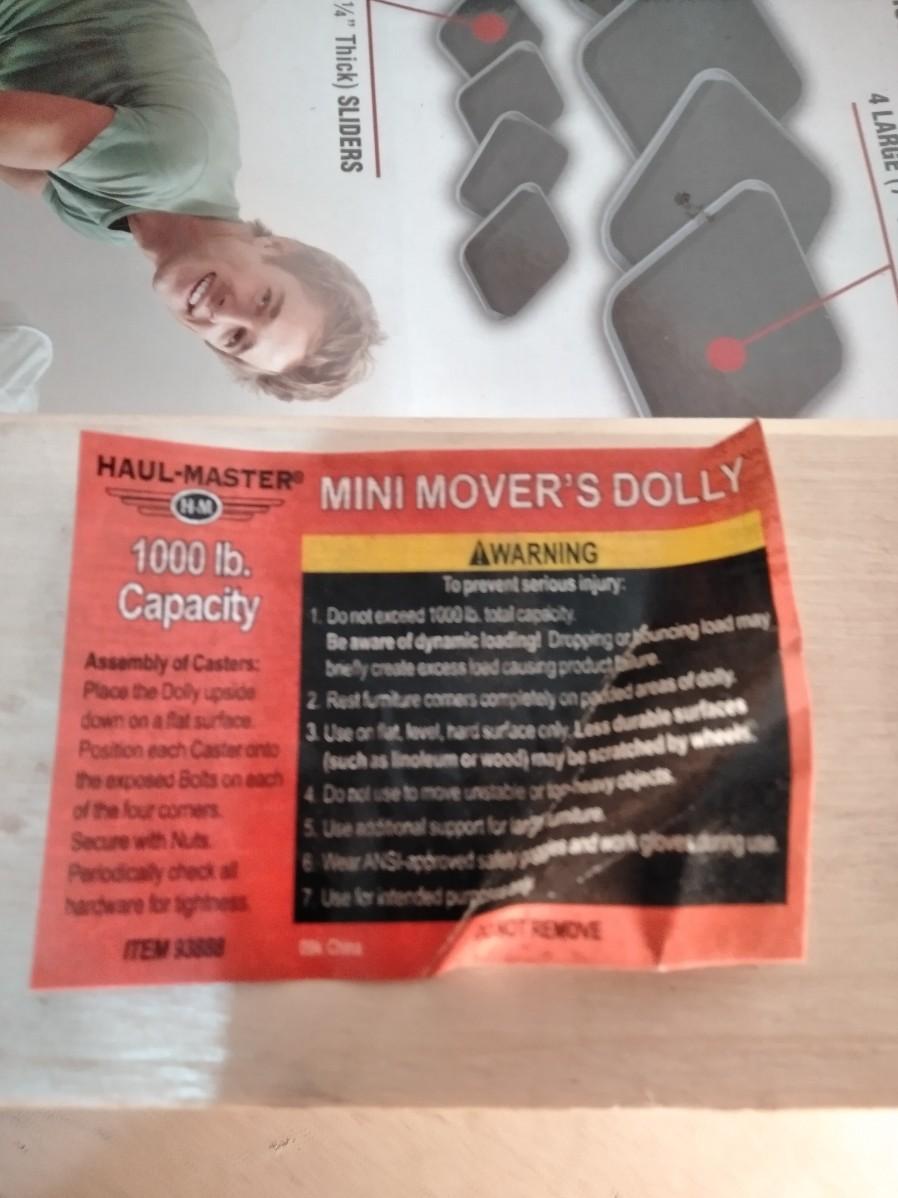 ¼" Thick) SLIDERS
4 LARGE (7
HAUL-MASTER®
H-M
1000 lb.
Capacity
Assembly of Casters:
Place the Dolly upside
down on a flat surface.
Position each Caster onto
the exposed Bolts on each
of the four corners.
Secure with Nuts.
Periodically check all
hardware for tightness.
ITEM 93888
MINI MOVER'S DOLLY
WARNING
To prevent serious injury:
1. Do not exceed 1000 lb. total capacity.
Be aware of dynamic loading! Dropping or bouncing load may
briefly create excess load causing product failure.
2. Rest furniture corners completely on padded areas of dolly.
3. Use on flat, level, hard surface only. Less durable surfaces
(such as linoleum or wood) may be scratched by wheels.
4. Do not use to move unstable or top-heavy objects.
5. Use additional support for large furniture.
6. Wear ANSI-approved safety goggles and work gloves during use.
7. Use for intended purpose only.
China
DO NOT REMOVE